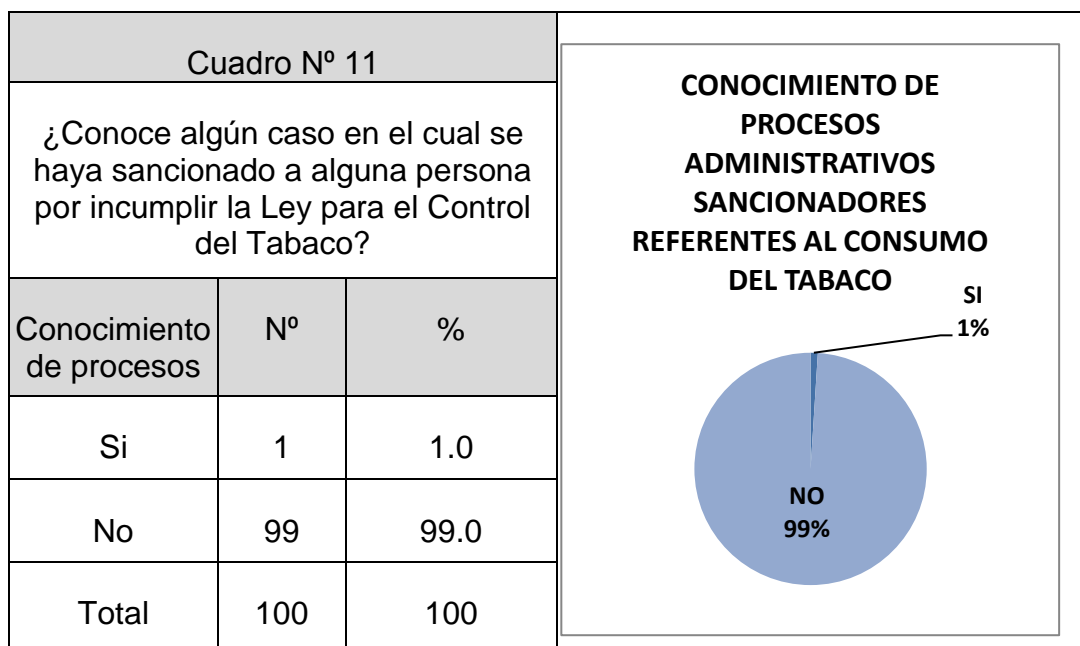 Cuadro Nº 11
¿Conoce algún caso en el cual se
haya sancionado a alguna persona
por incumplir la Ley para el Control
del Tabaco?
Conocimiento de procesos Nº %
Si 1 1.0
No 99 99.0
Total 100 100
CONOCIMIENTO DE
PROCESOS
ADMINISTRATIVOS
SANCIONADORES
REFERENTES AL CONSUMO
DEL TABACO
SI
1%
NO
99%